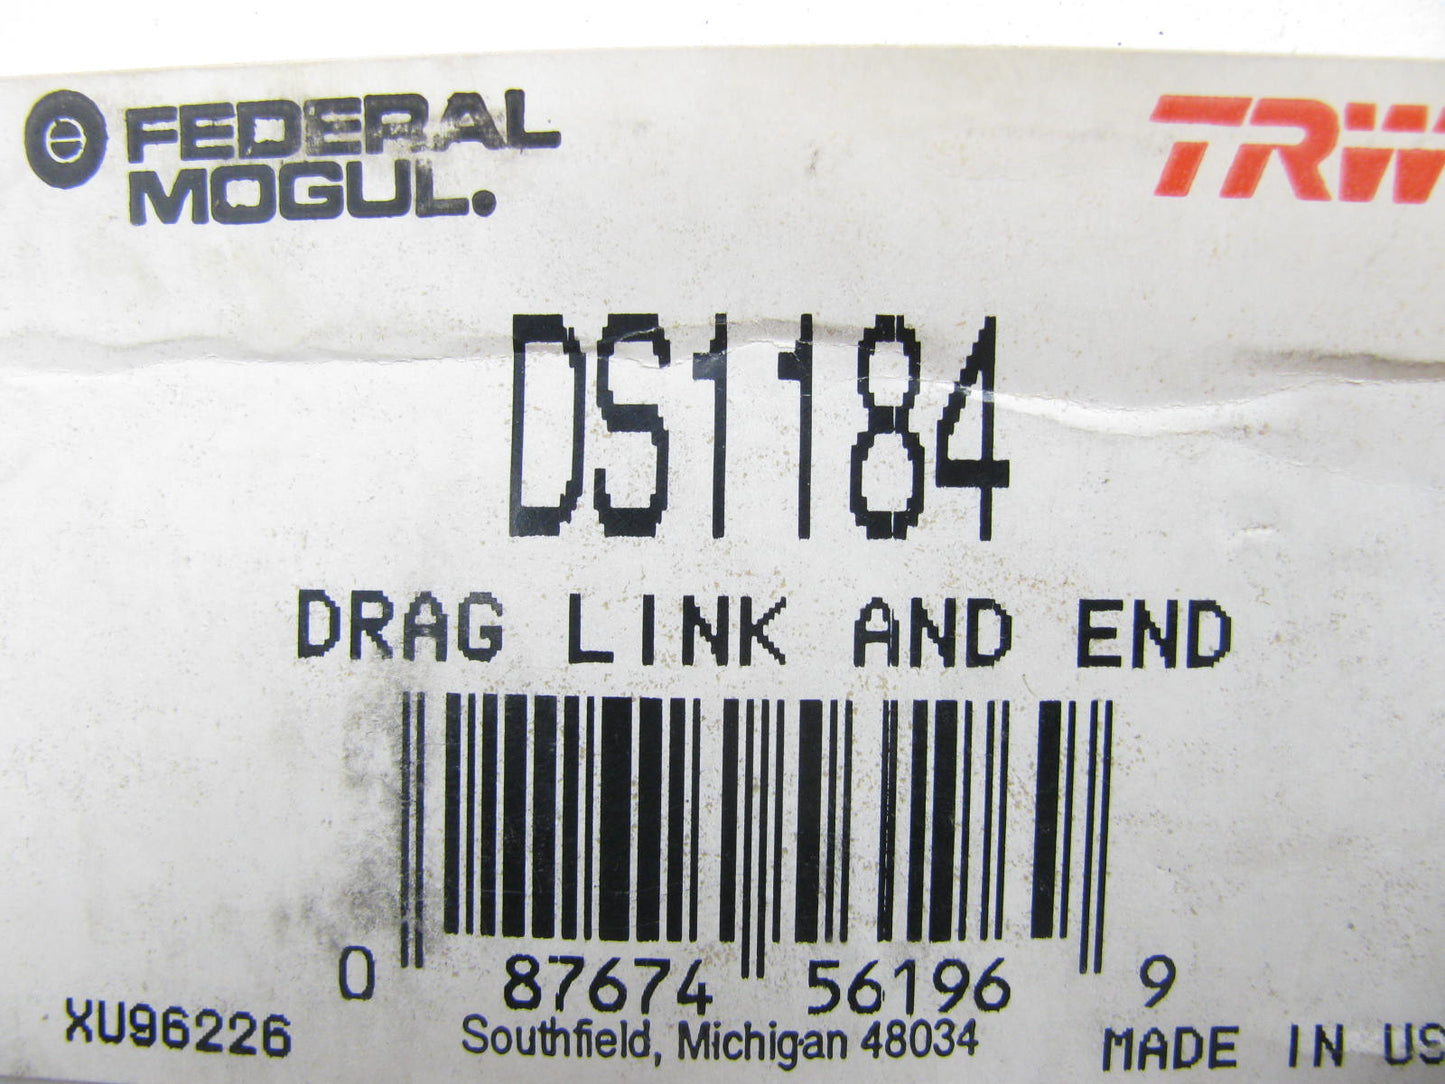 FEDERAL TRW
MOGUL.
DS1184
DRAG LINK AND END
0 87674 56196 9
XU96226 Southfield, Michigan 48034 MADE IN US